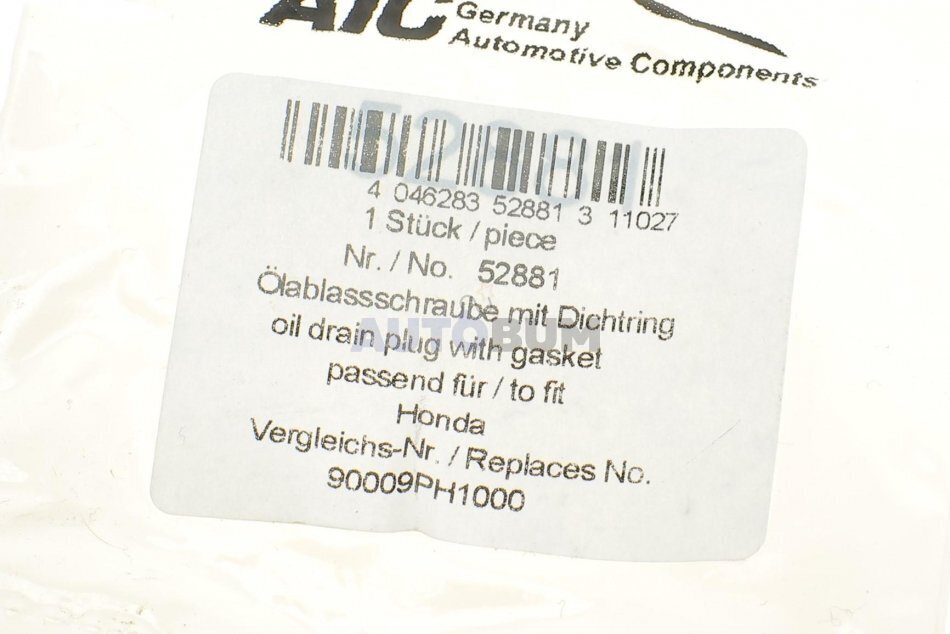 AIC
Germany
Automotive Components
52881
4 046283 52881 3 11027
1 Stück / piece
Nr. / No. 52881
Ölablassschraube mit Dichtring
AUTOBUM
oil drain plug with gasket
passend für / to fit
Honda
Vergleichs-Nr. / Replaces No.
90009PH1000